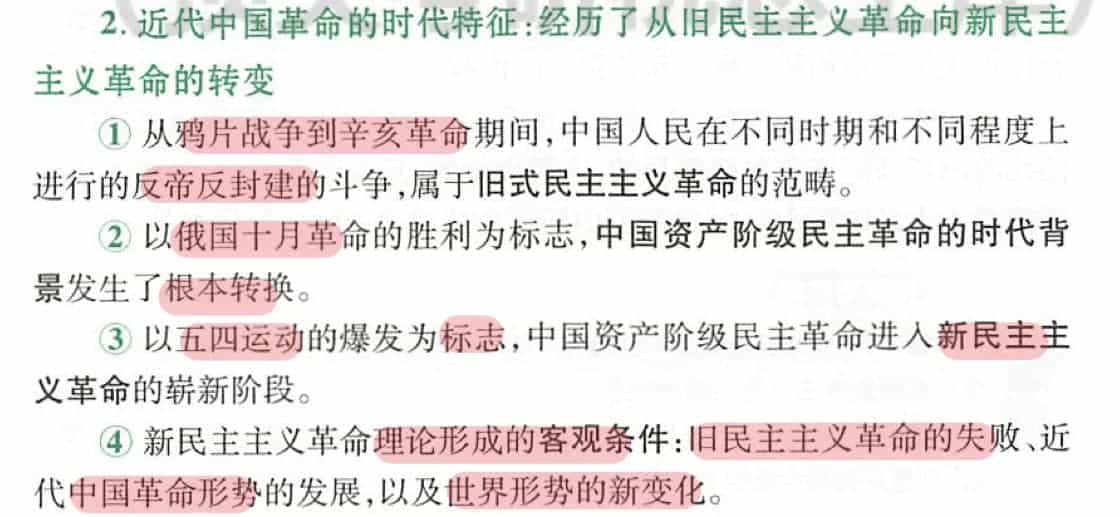 2.近代中国革命的时代特征:经历了从旧民主主义革命向新民主
主义革命的转变
①从鸦片战争到辛亥革命期间,中国人民在不同时期和不同程度上
进行的反帝反封建的斗争,属于旧式民主主义革命的范畴。
②以俄国十月革命的胜利为标志,中国资产阶级民主革命的时代背
景发生了根本转换。
③以五四运动的爆发为标志,中国资产阶级民主革命进入新民主主
义革命的崭新阶段。
④新民主主义革命理论形成的客观条件:旧民主主义革命的失败、近
代中国革命形势的发展,以及世界形势的新变化。